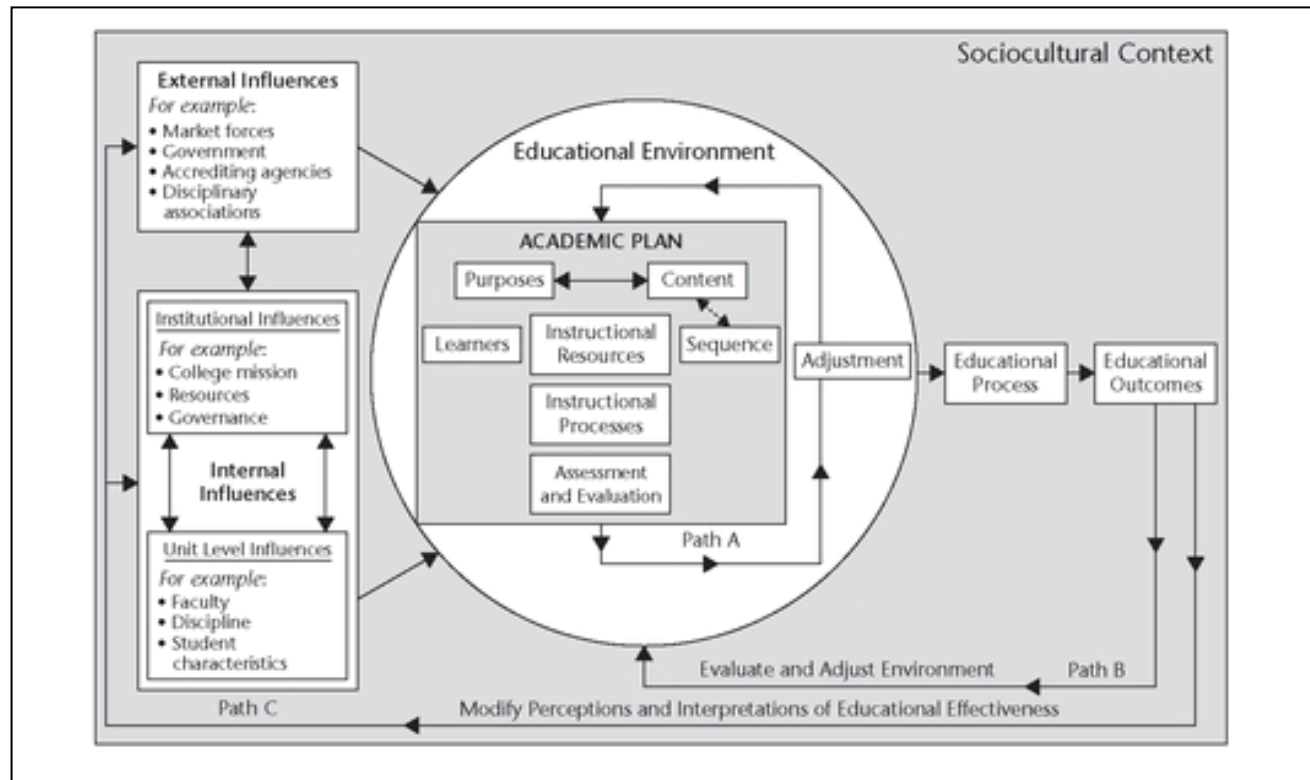 Sociocultural Context
External Influences
For example:
• Market forces
• Government
• Accrediting agencies
• Disciplinary
associations
Institutional Influences
For example:
• College mission
• Resources
• Governance
Internal
Influences
Unit Level Influences
For example:
• Faculty
• Discipline
• Student
characteristics
Path C
Educational Environment
ACADEMIC PLAN
Purposes
Content
Learners
Instructional
Resources
Sequence
Instructional
Processes
Assessment
and Evaluation
Path A
Adjustment
Educational
Process
Educational
Outcomes
Evaluate and Adjust Environment
Path B
Modify Perceptions and Interpretations of Educational Effectiveness